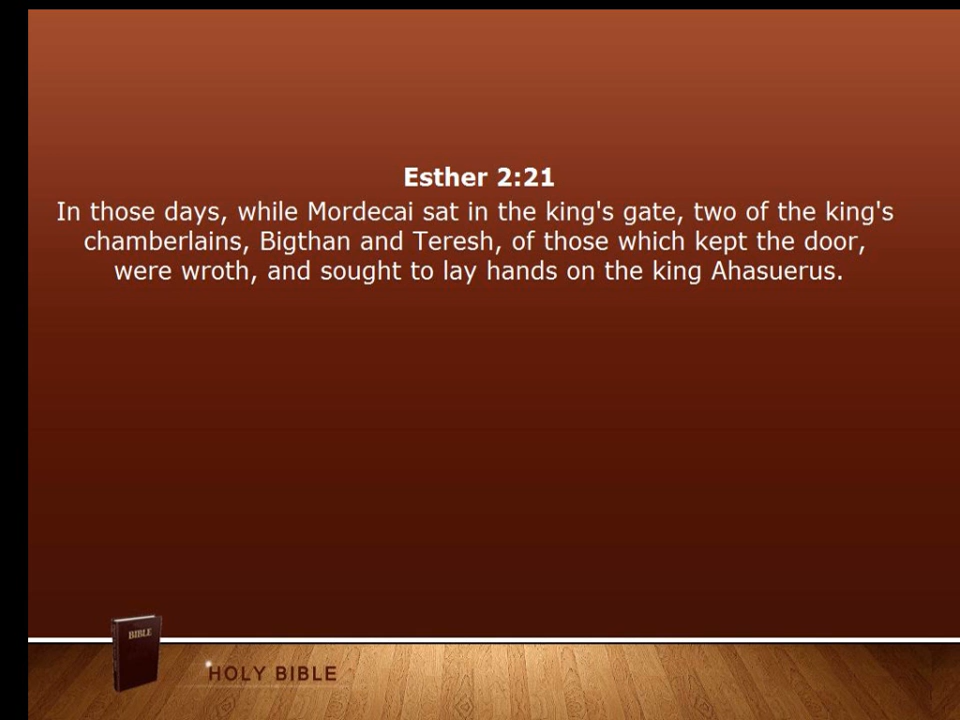 Esther 2:21
In those days, while Mordecai sat in the king's gate, two of the king's
chamberlains, Bigthan and Teresh, of those which kept the door,
were wroth, and sought to lay hands on the king Ahasuerus.
BIBLE
HOLY BIBLE